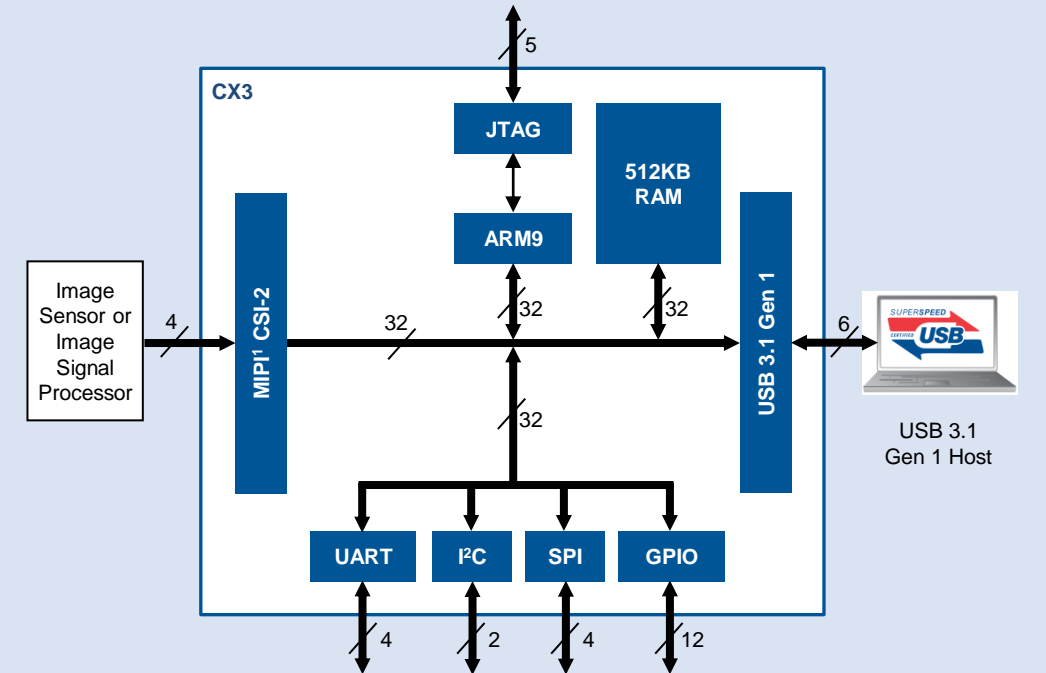 5
CX3
JTAG
512KB
RAM
ARM9
Image
Sensor or
Image
Signal
Processor
4
MIPI¹ CSI-2
32
32
32
USB 3.1 Gen 1
6
SUPERSPEED
CERTIFIED
USB
USB 3.1
Gen 1 Host
32
UART
I²C
SPI
GPIO
4
2
4
12